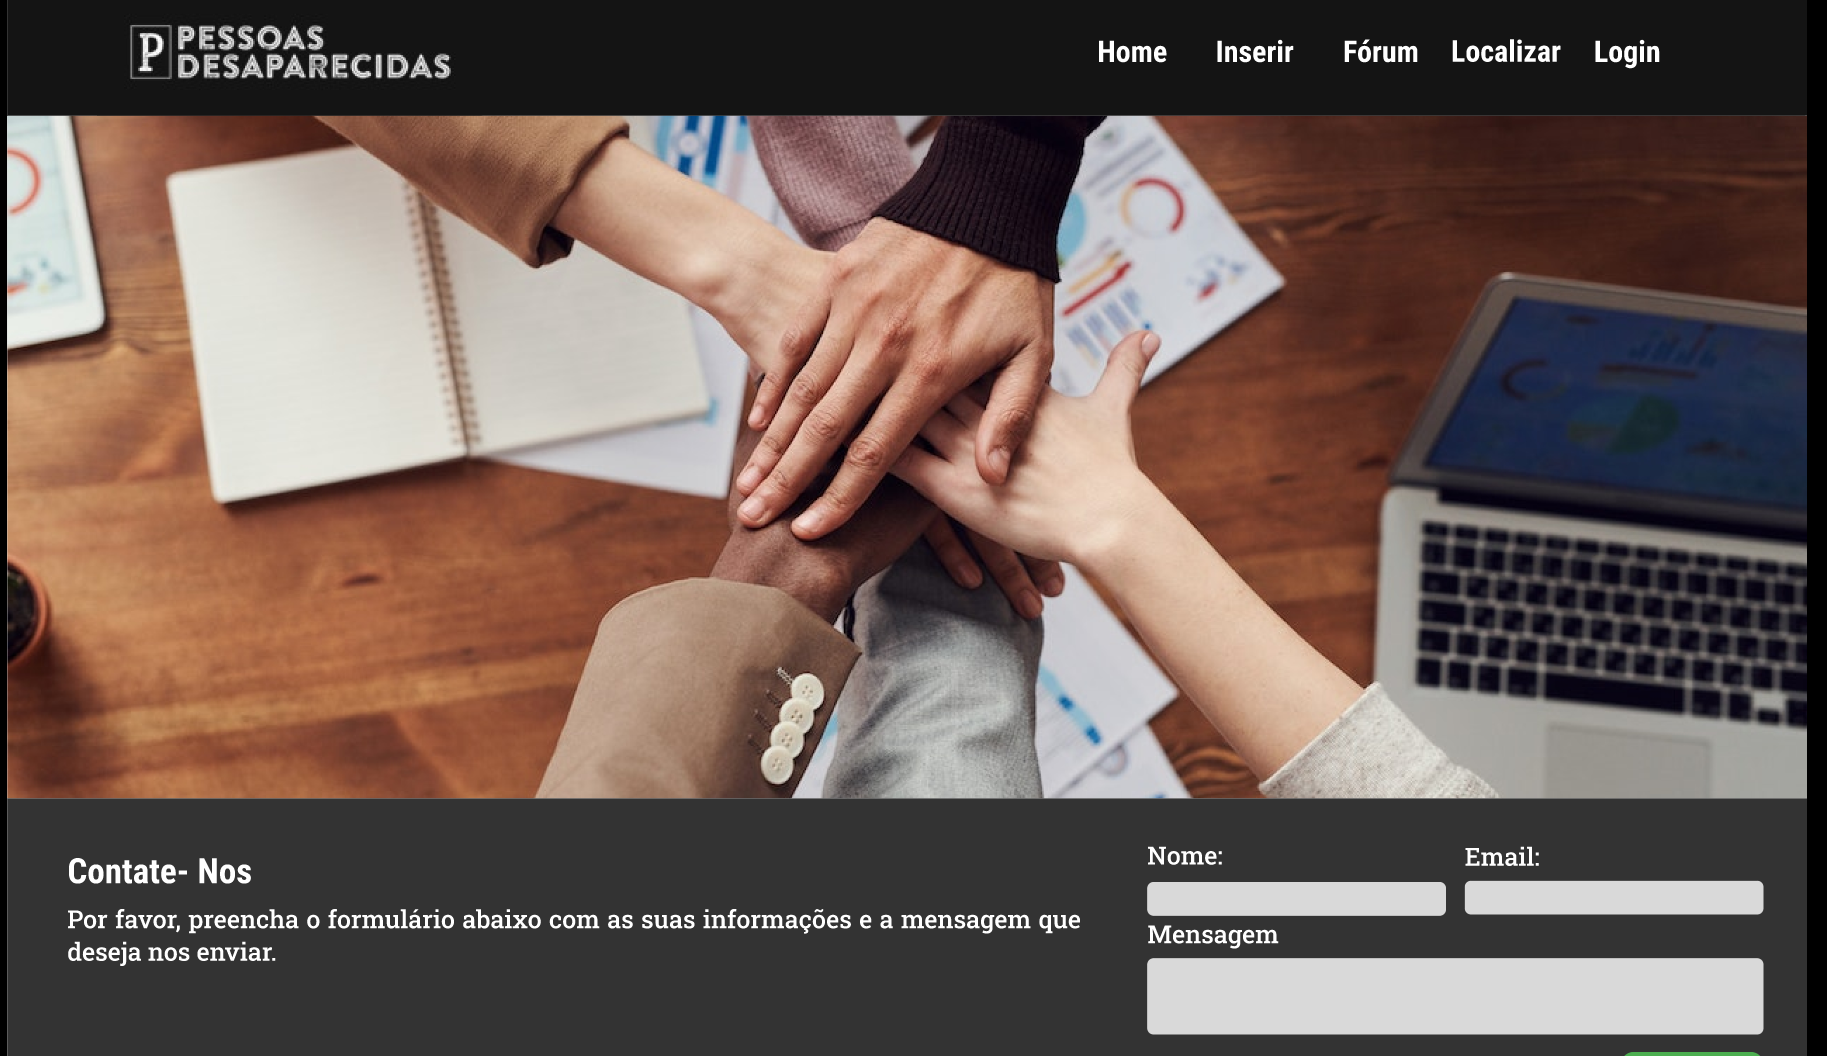 P PESSOAS
DESAPARECIDAS
Home Inserir Fórum Localizar Login
Contate- Nos
Por favor, preencha o formulário abaixo com as suas informações e a mensagem que
deseja nos enviar.
Nome: Email:
Mensagem